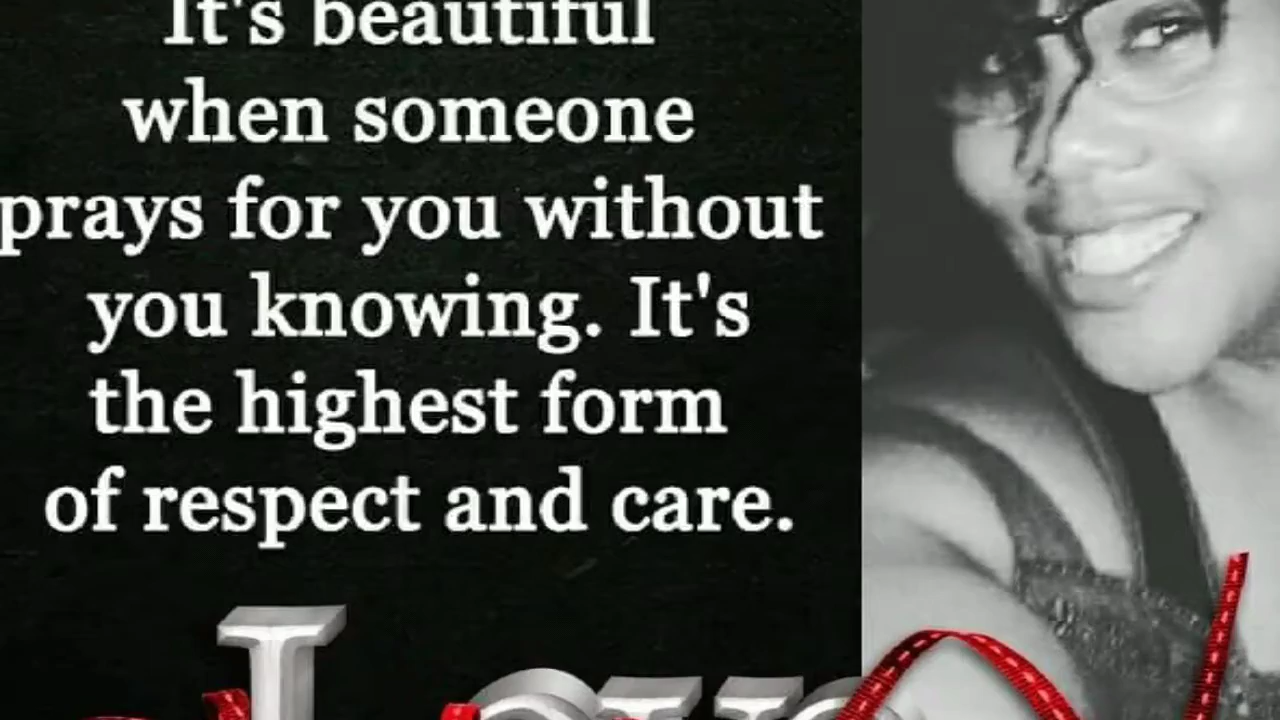 It's beautiful
when someone
prays for you without
you knowing. It's
the highest form
of respect and care.